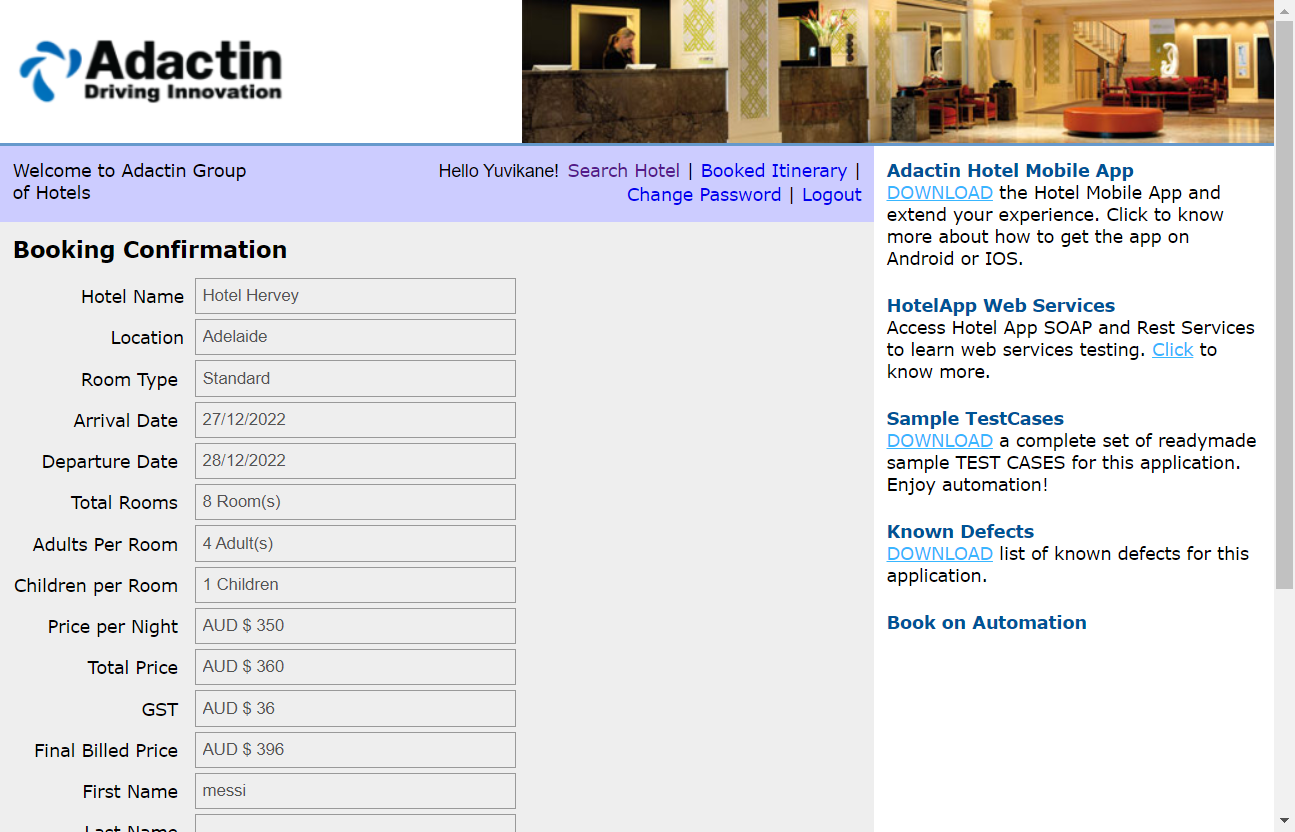 Adactin
Driving Innovation
Welcome to Adactin Group
of Hotels
Hello Yuvikane! Search Hotel | Booked Itinerary |
Change Password | Logout
Booking Confirmation
Hotel Name Hotel Hervey
Location Adelaide
Room Type Standard
Arrival Date 27/12/2022
Departure Date 28/12/2022
Total Rooms 8 Room(s)
Adults Per Room 4 Adult(s)
Children per Room 1 Children
Price per Night AUD $ 350
Total Price AUD $ 360
GST AUD $ 36
Final Billed Price AUD $ 396
First Name messi
Last Name
Adactin Hotel Mobile App
DOWNLOAD the Hotel Mobile App and
extend your experience. Click to know
more about how to get the app on
Android or IOS.
HotelApp Web Services
Access Hotel App SOAP and Rest Services
to learn web services testing. Click to
know more.
Sample TestCases
DOWNLOAD a complete set of readymade
sample TEST CASES for this application.
Enjoy automation!
Known Defects
DOWNLOAD list of known defects for this
application.
Book on Automation